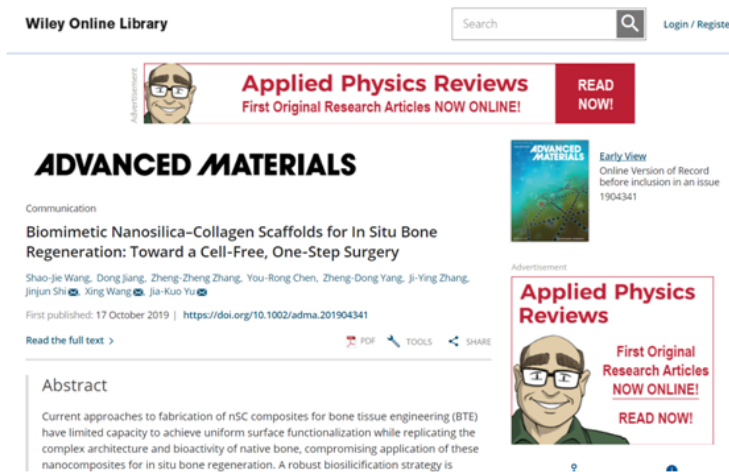 Wiley Online Library
Search
Login / Registe
Advertisement
Applied Physics Reviews
First Original Research Articles NOW ONLINE!
READ
NOW!
ADVANCED MATERIALS
Communication
Biomimetic Nanosilica–Collagen Scaffolds for In Situ Bone
Regeneration: Toward a Cell-Free, One-Step Surgery
Shao-Jie Wang, Dong Jiang, Zheng-Zheng Zhang, You-Rong Chen, Zheng-Dong Yang, Ji-Ying Zhang,
Jinjun Shi, Xing Wang, Jia-Kuo Yu
First published: 17 October 2019 | https://doi.org/10.1002/adma.201904341
Read the full text >
PDF
TOOLS
SHARE
Abstract
Current approaches to fabrication of nSC composites for bone tissue engineering (BTE)
have limited capacity to achieve uniform surface functionalization while replicating the
complex architecture and bioactivity of native bone, compromising application of these
nanocomposites for in situ bone regeneration. A robust biosilicification strategy is
ADVANCED
MATERIALS
Early View
Online Version of Record
before inclusion in an issue
1904341
Advertisement
Applied Physics
Reviews
First Original
Research Articles
NOW ONLINE!
READ NOW!